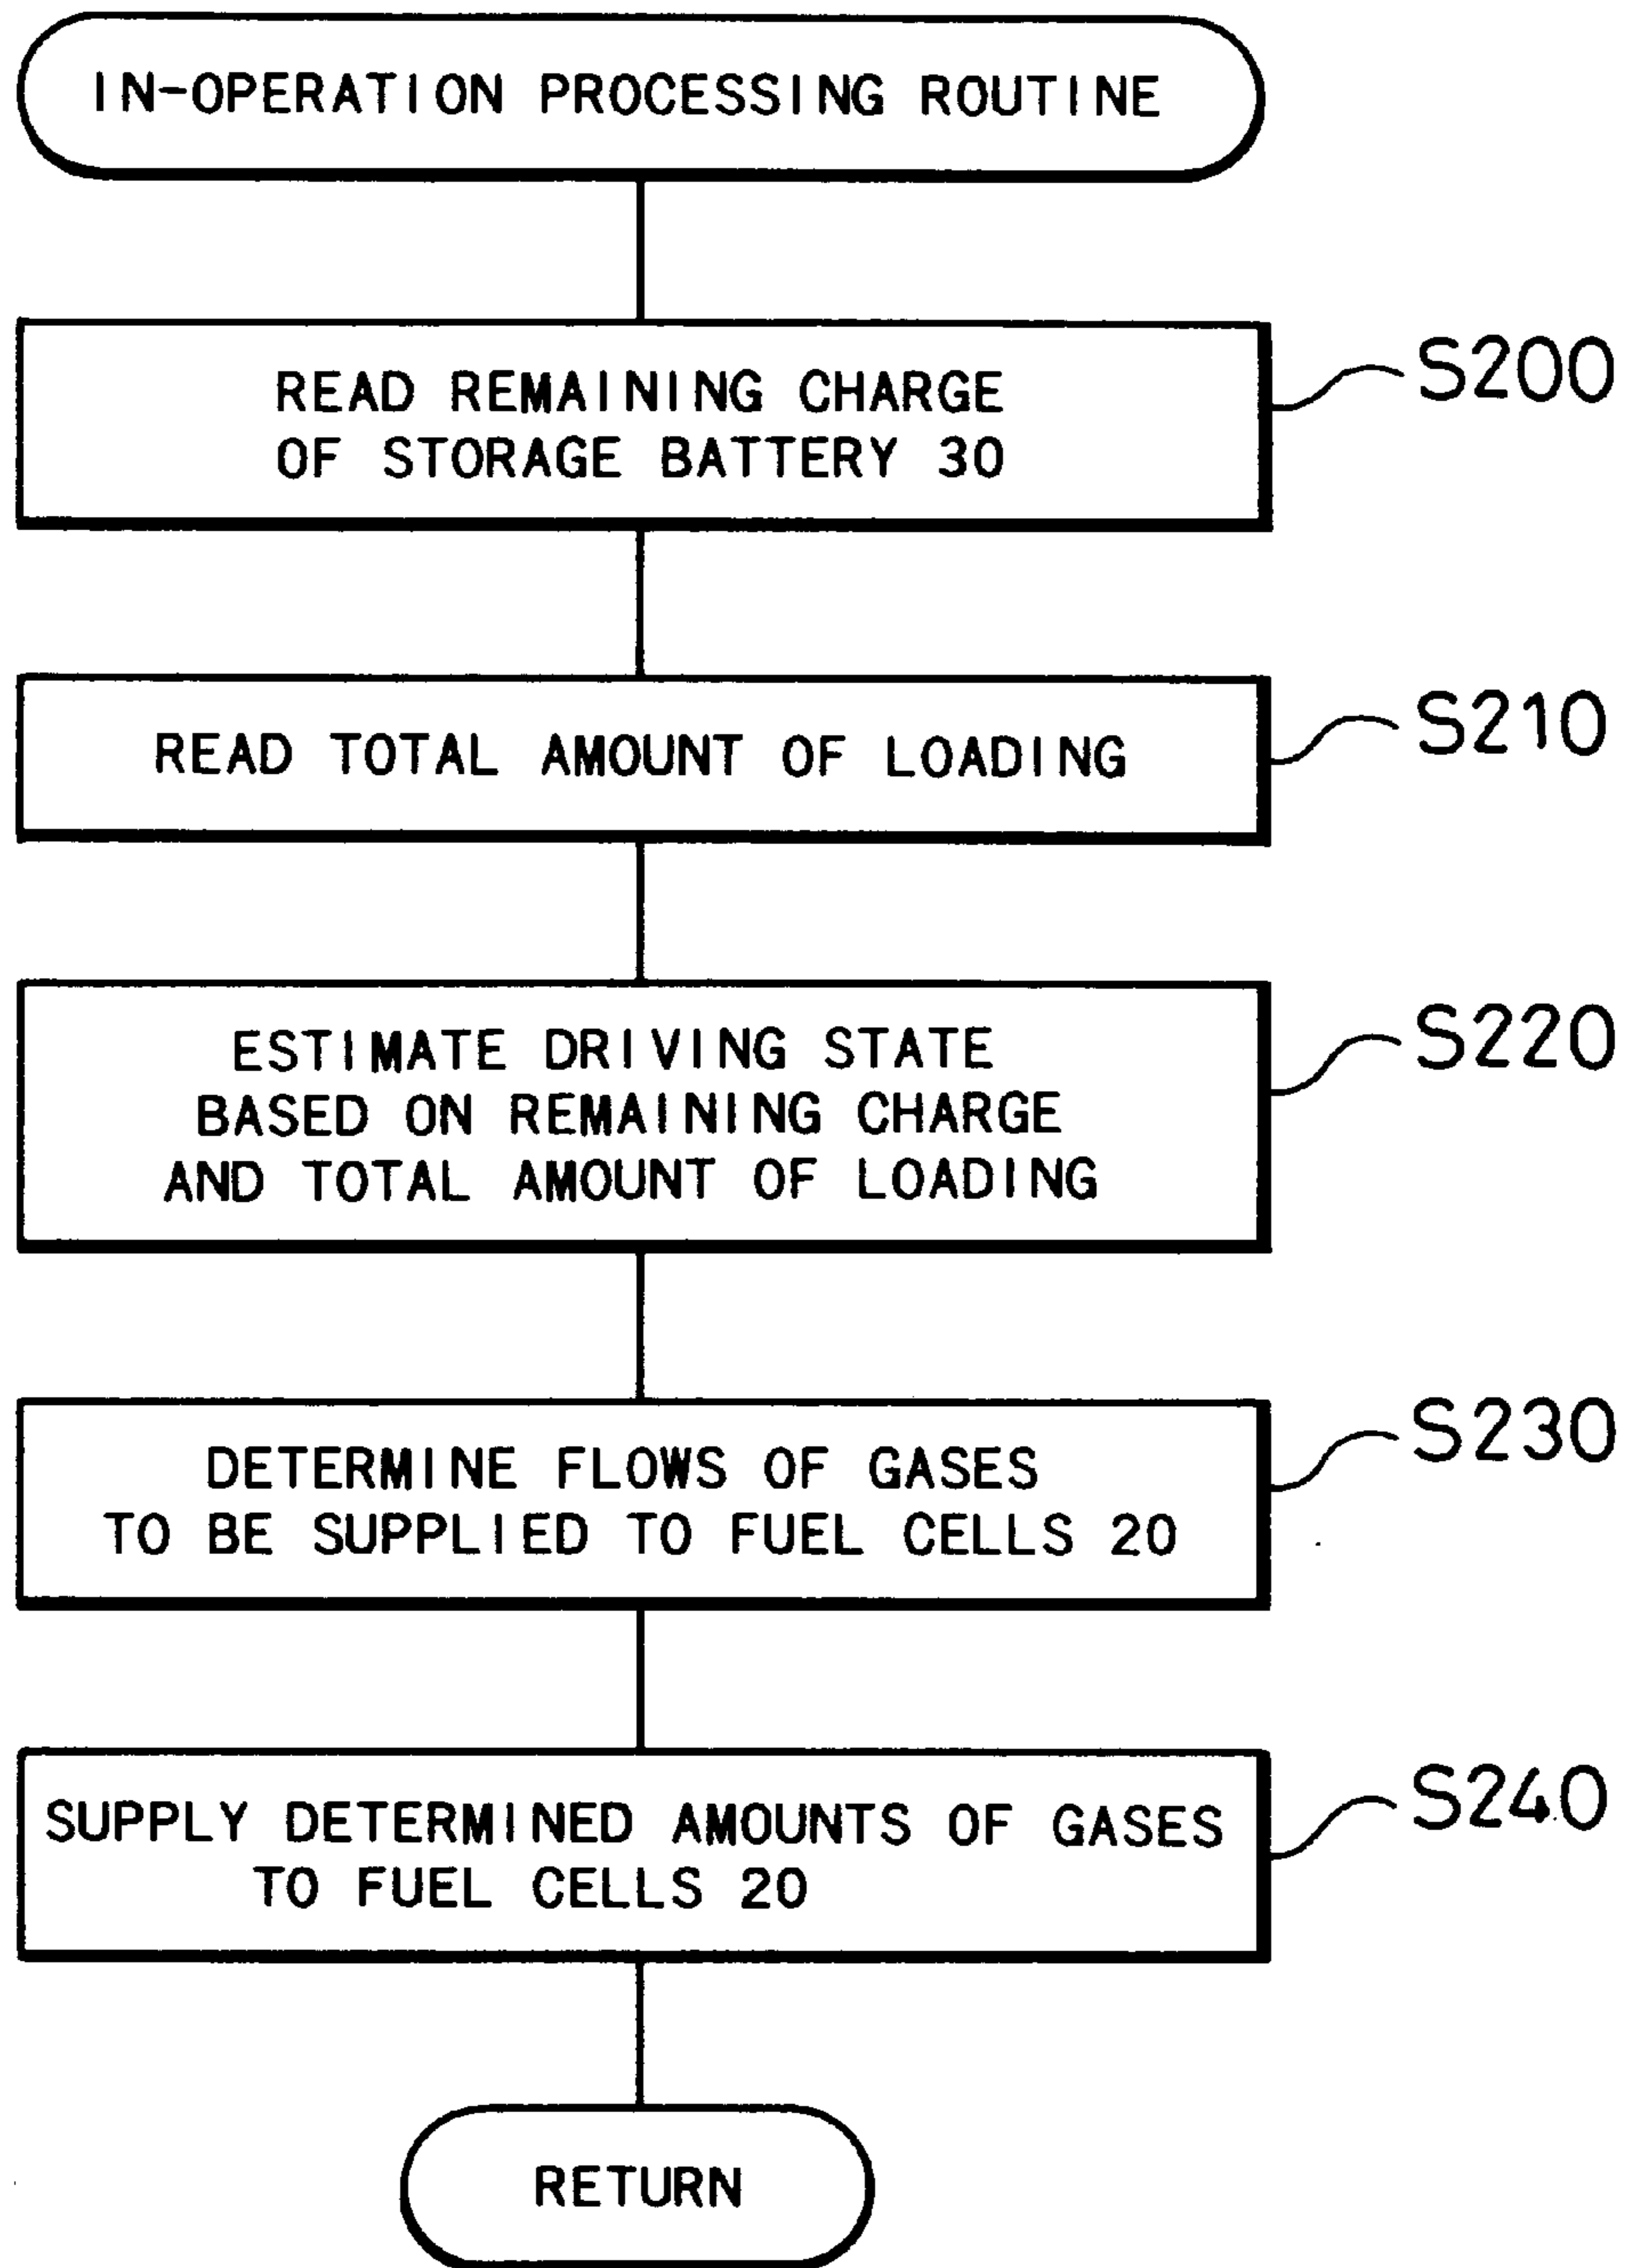 IN-OPERATION PROCESSING ROUTINE
READ REMAINING CHARGE
OF STORAGE BATTERY 30
S200
READ TOTAL AMOUNT OF LOADING
S210
ESTIMATE DRIVING STATE
BASED ON REMAINING CHARGE
AND TOTAL AMOUNT OF LOADING
S220
DETERMINE FLOWS OF GASES
TO BE SUPPLIED TO FUEL CELLS 20
S230
SUPPLY DETERMINED AMOUNTS OF GASES
TO FUEL CELLS 20
S240
RETURN